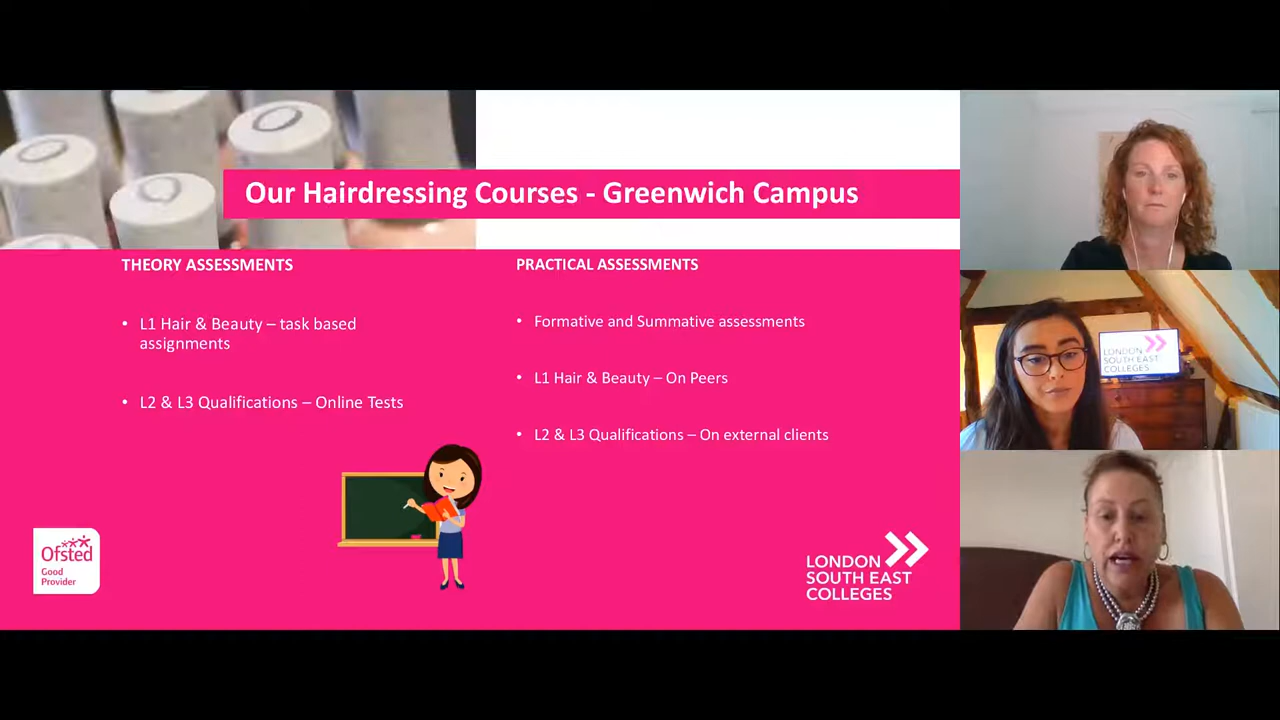 Our Hairdressing Courses - Greenwich Campus
THEORY ASSESSMENTS
• L1 Hair & Beauty – task based
assignments
• L2 & L3 Qualifications – Online Tests
PRACTICAL ASSESSMENTS
• Formative and Summative assessments
• L1 Hair & Beauty – On Peers
• L2 & L3 Qualifications – On external clients
Ofsted
Good
Provider
LONDON
SOUTH EAST
COLLEGES
LONDON
SOUTH EAST
COLLEGES